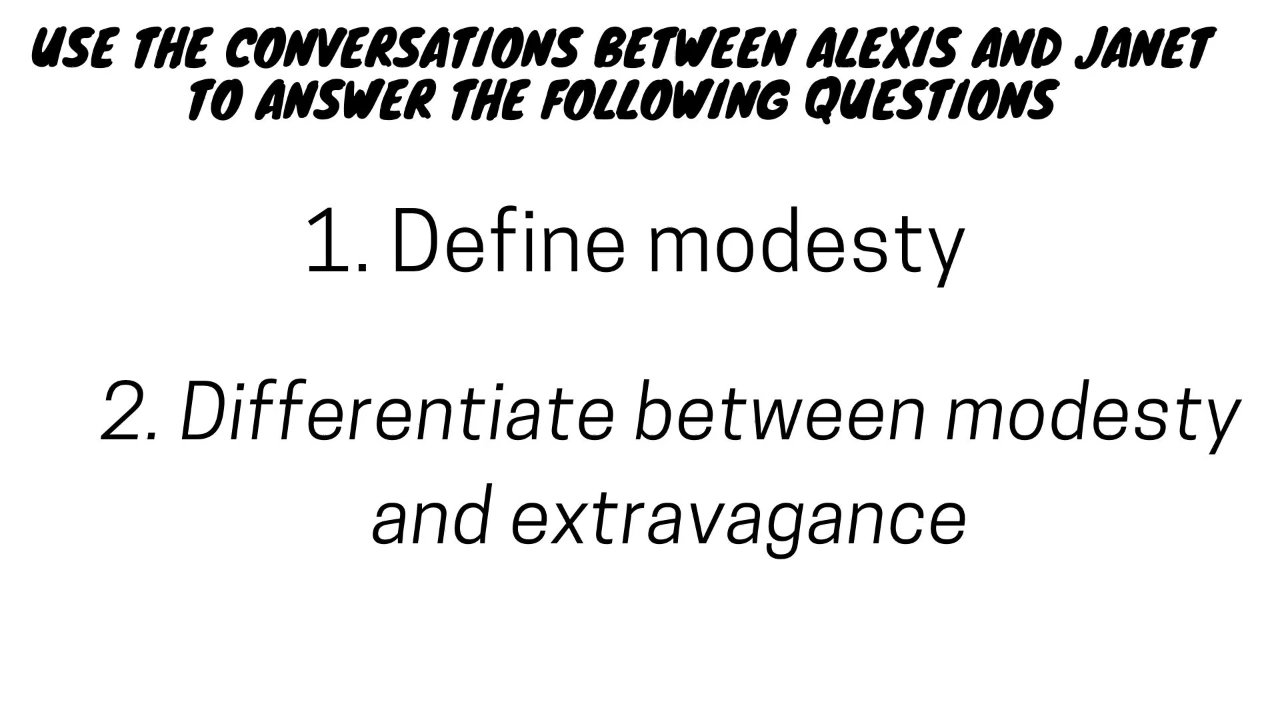 USE THE CONVERSATIONS BETWEEN ALEXIS AND JANET
TO ANSWER THE FOLLOWING QUESTIONS
1. Define modesty
2. Differentiate between modesty
and extravagance